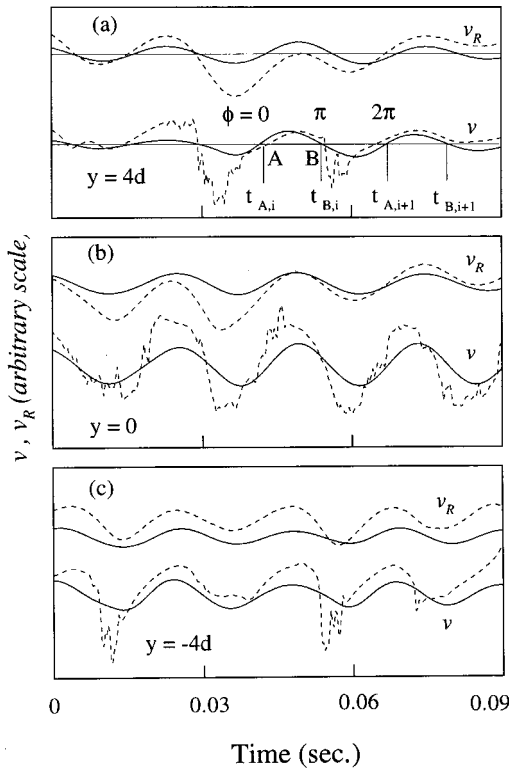 (a)
v_R
ϕ = 0
π
2π
v
A
B
y = 4d
t_A,i
t_B,i
t_A,i+1
t_B,i+1
(b)
v_R
v
y = 0
(c)
v_R
v
y = -4d
v , v_R (arbitrary scale,
0
0.03
0.06
0.09
Time (sec.)